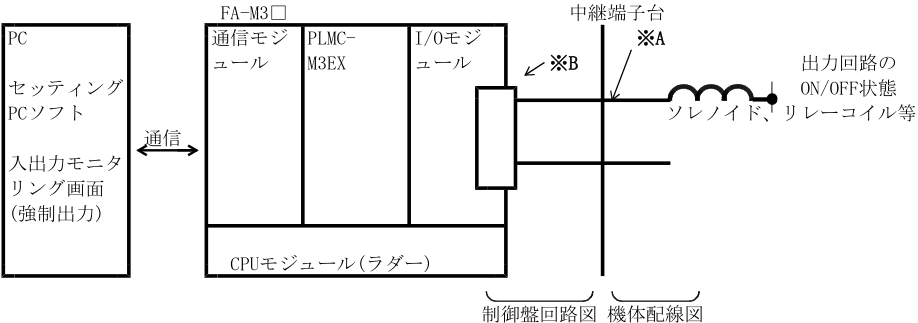 FA-M3□
中継端子台
PC
通信モジ
ュール
PLMC-
M3EX
I/Oモジ
ュール
※B
※A
出力回路の
ON/OFF状態
ソレノイド、リレーコイル等
セッティング
PCソフト
通信
入出力モニタ
リング画面
(強制出力)
CPUモジュール(ラダー)
制御盤回路図
機体配線図